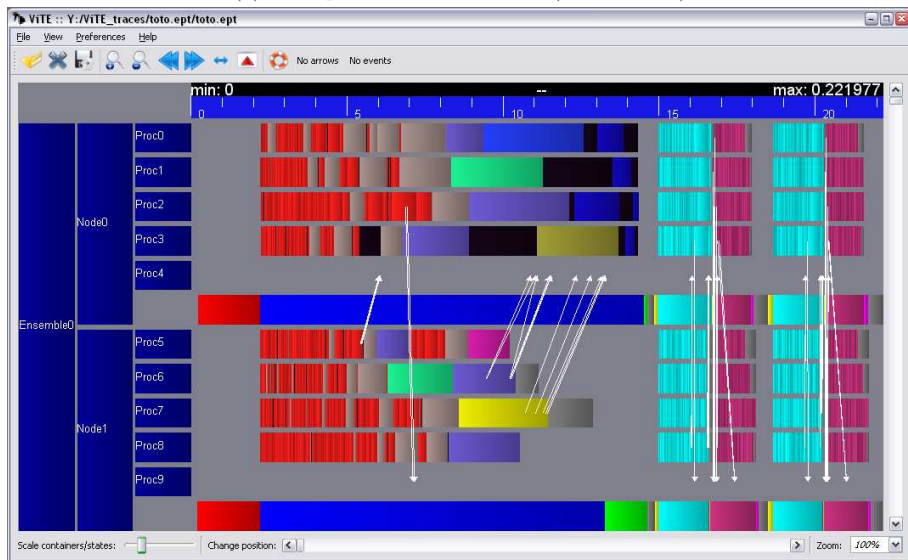 ViTE :: Y:/ViTE_traces/toto.ept/toto.ept
File View Preferences Help
No arrows No events
min: 0 -- max: 0.221977
0 5 10 15 20
Proc0
Proc1
Proc2
Node0
Proc3
Proc4
Ensemble0
Proc5
Proc6
Proc7
Node1
Proc8
Proc9
Scale containers/states: Change position: Zoom: 100%